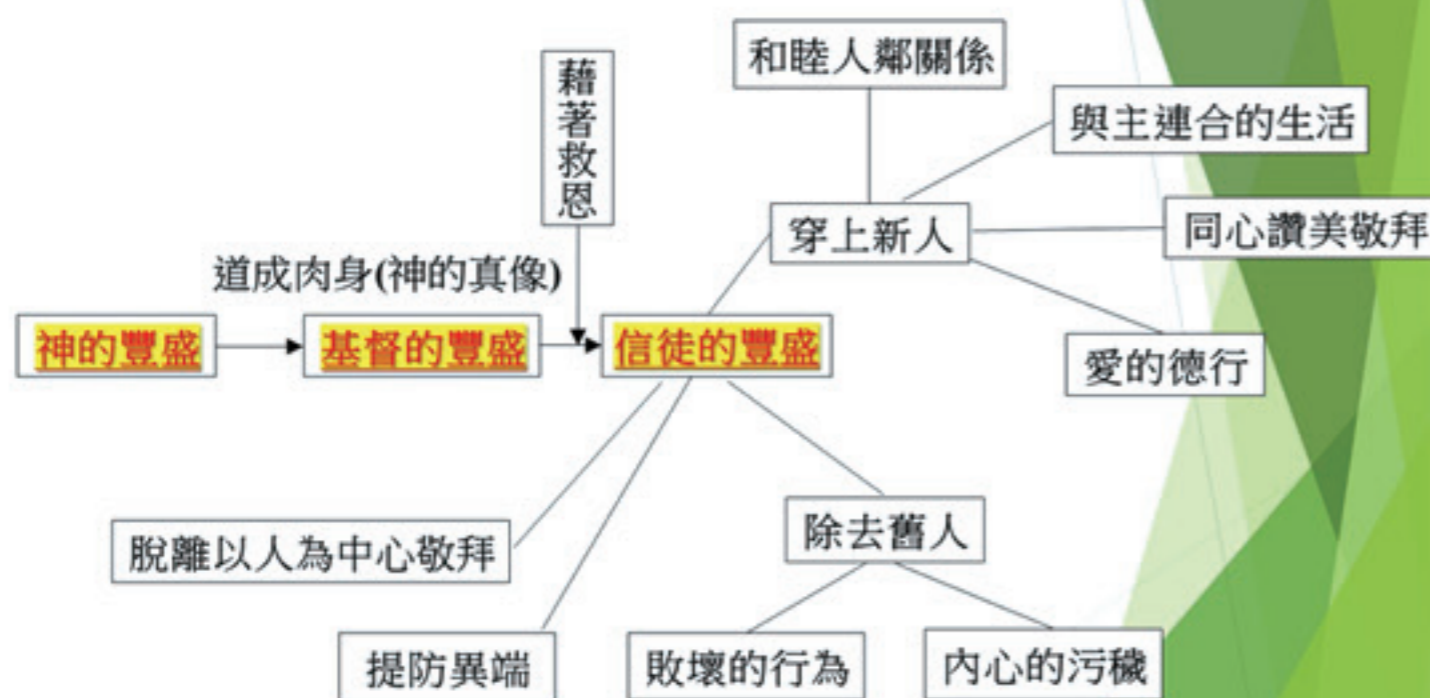 和睦人鄰關係
藉著救恩
與主連合的生活
穿上新人
同心讚美敬拜
道成肉身(神的真像)
神的豐盛
基督的豐盛
信徒的豐盛
愛的德行
脫離以人為中心敬拜
除去舊人
提防異端
敗壞的行為
內心的污穢